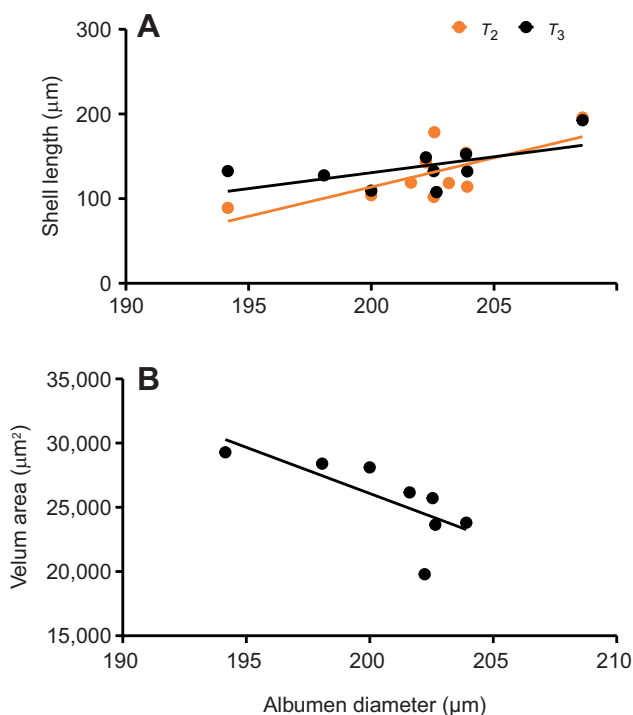 A
T2 T3
Shell length (µm)
300
200
100
0
190 195 200 205
B
Velum area (µm²)
35,000
30,000
25,000
20,000
15,000
190 195 200 205 210
Albumen diameter (µm)